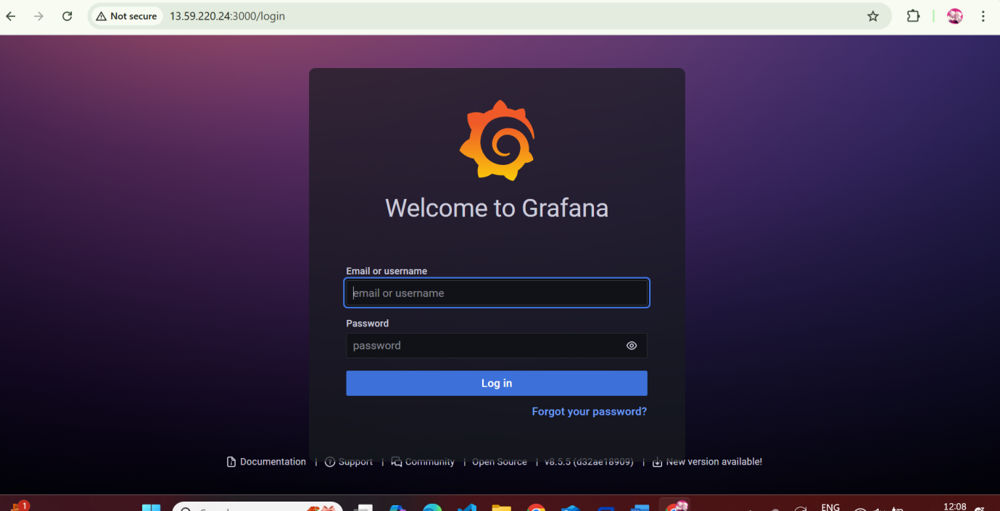 Not secure 13.59.220.24:3000/login
Welcome to Grafana
Email or username
email or username
Password
password
Log in
Forgot your password?
Documentation | Support | Community | Open Source | v8.5.5 (d32ae18909) | New version available!
1
ENG
12:08